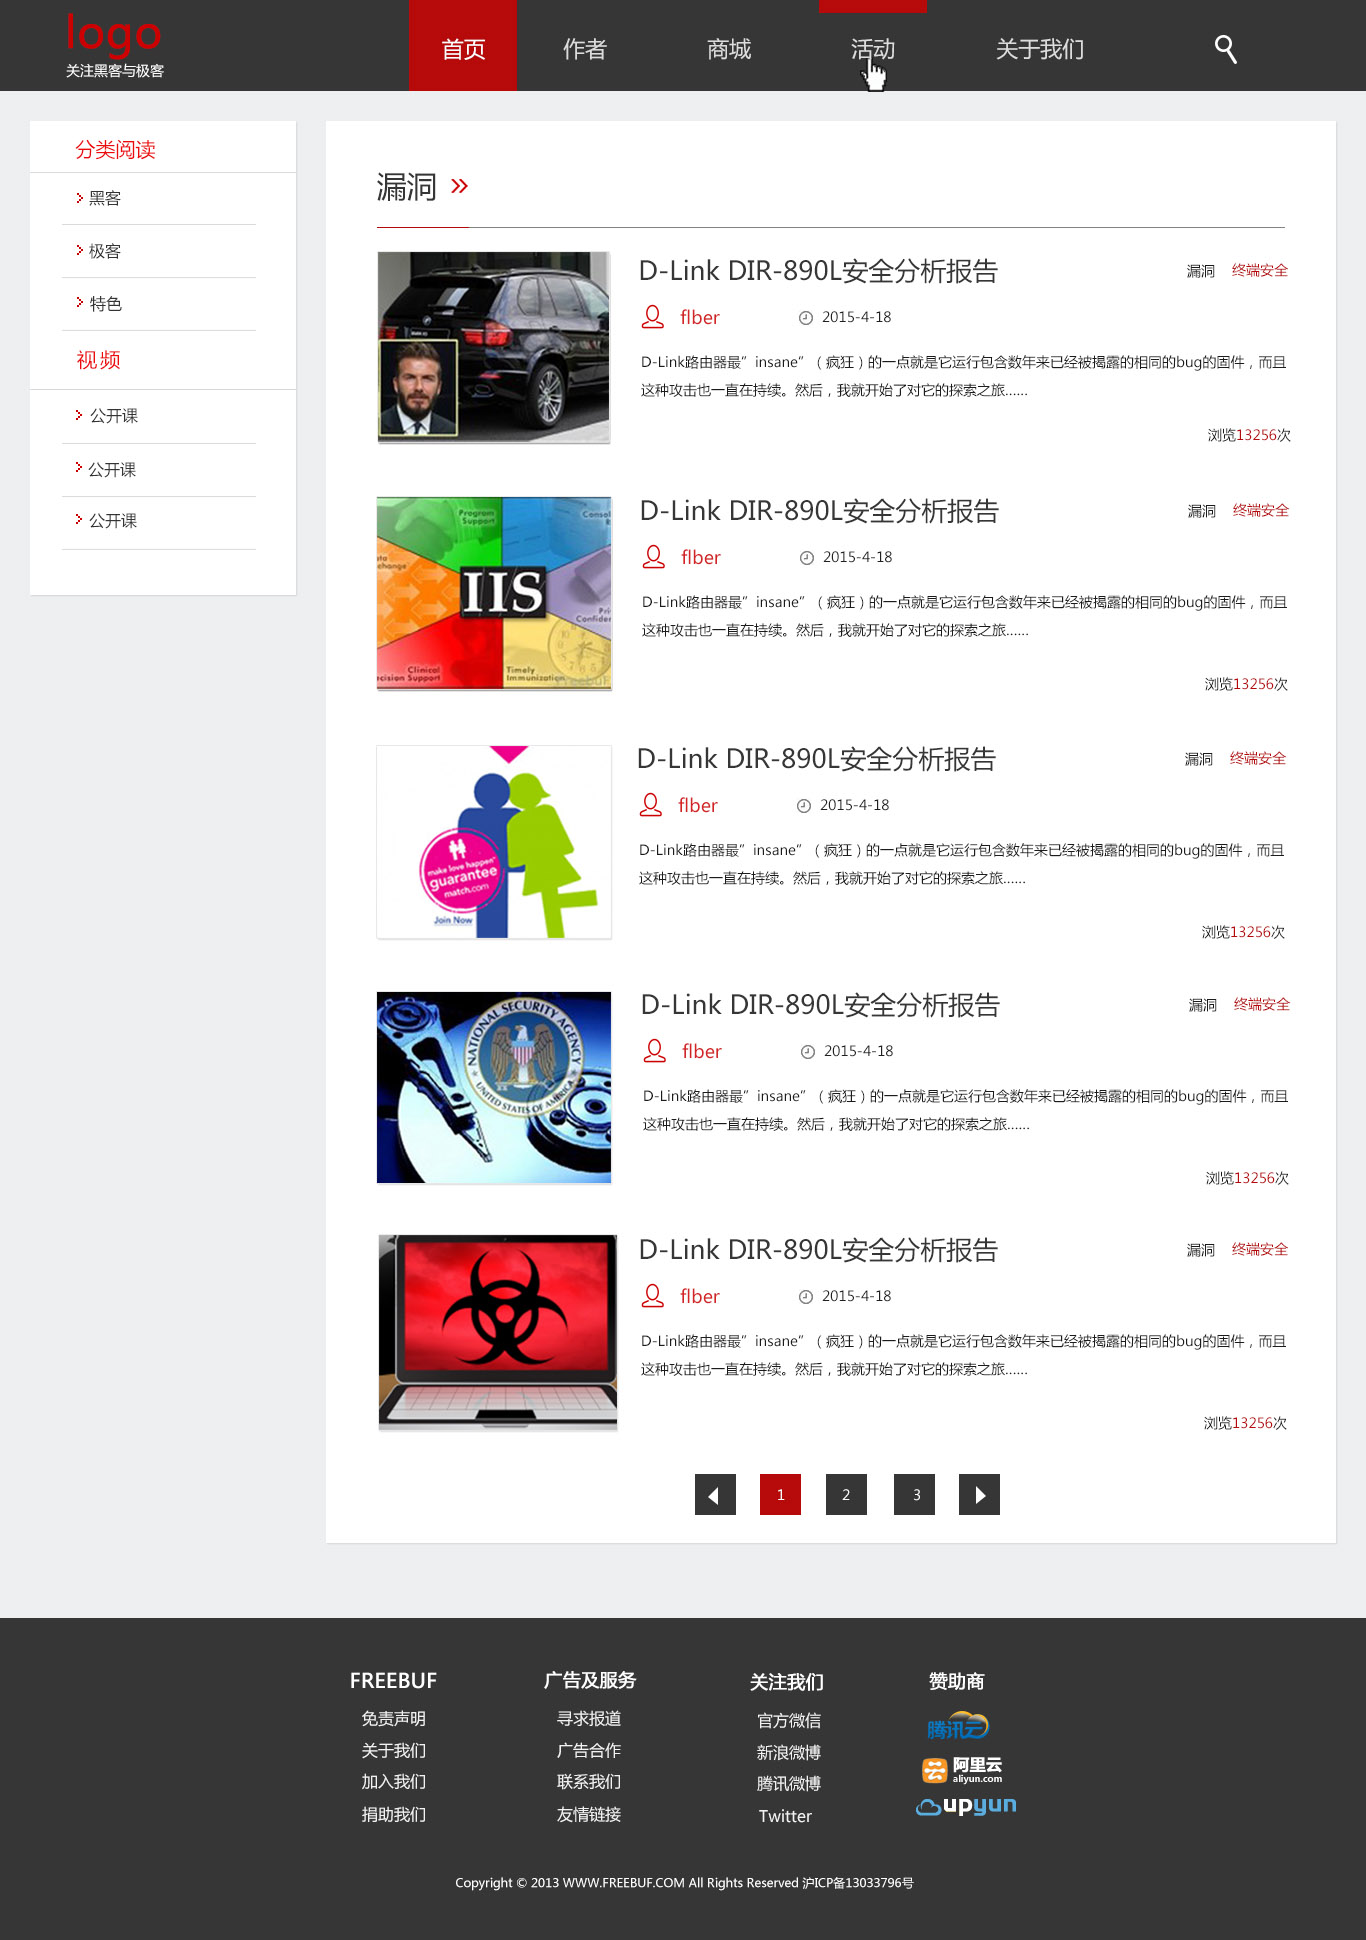 logo
关注黑客与极客
首页
作者
商城
活动
关于我们
分类阅读
黑客
极客
特色
视频
公开课
公开课
公开课
漏洞 »
D-Link DIR-890L安全分析报告
漏洞 终端安全
flber
2015-4-18
D-Link路由器最”insane”（疯狂）的一点就是它运行包含数年来已经被揭露的相同的bug的固件，而且
这种攻击也一直在持续。然后，我就开始了对它的探索之旅……
浏览13256次
Program
Support
Conso
ata
change
IIS
Pri
Confider
Clinical
cision Support
Timely
Immunization
FREEBUF
D-Link DIR-890L安全分析报告
漏洞 终端安全
flber
2015-4-18
D-Link路由器最”insane”（疯狂）的一点就是它运行包含数年来已经被揭露的相同的bug的固件，而且
这种攻击也一直在持续。然后，我就开始了对它的探索之旅……
浏览13256次
make love happen"
guarantee
match.com
Join Now
D-Link DIR-890L安全分析报告
漏洞 终端安全
flber
2015-4-18
D-Link路由器最”insane”（疯狂）的一点就是它运行包含数年来已经被揭露的相同的bug的固件，而且
这种攻击也一直在持续。然后，我就开始了对它的探索之旅……
浏览13256次
NATIONAL SECURITY AGENCY
UNITED STATES OF AMERICA
D-Link DIR-890L安全分析报告
漏洞 终端安全
flber
2015-4-18
D-Link路由器最”insane”（疯狂）的一点就是它运行包含数年来已经被揭露的相同的bug的固件，而且
这种攻击也一直在持续。然后，我就开始了对它的探索之旅……
浏览13256次
D-Link DIR-890L安全分析报告
漏洞 终端安全
flber
2015-4-18
D-Link路由器最”insane”（疯狂）的一点就是它运行包含数年来已经被揭露的相同的bug的固件，而且
这种攻击也一直在持续。然后，我就开始了对它的探索之旅……
浏览13256次
1 2 3
FREEBUF
免责声明
关于我们
加入我们
捐助我们
广告及服务
寻求报道
广告合作
联系我们
友情链接
关注我们
官方微信
新浪微博
腾讯微博
Twitter
赞助商
腾讯云
阿里云
aliyun.com
upyun
Copyright © 2013 WWW.FREEBUF.COM All Rights Reserved 沪ICP备13033796号